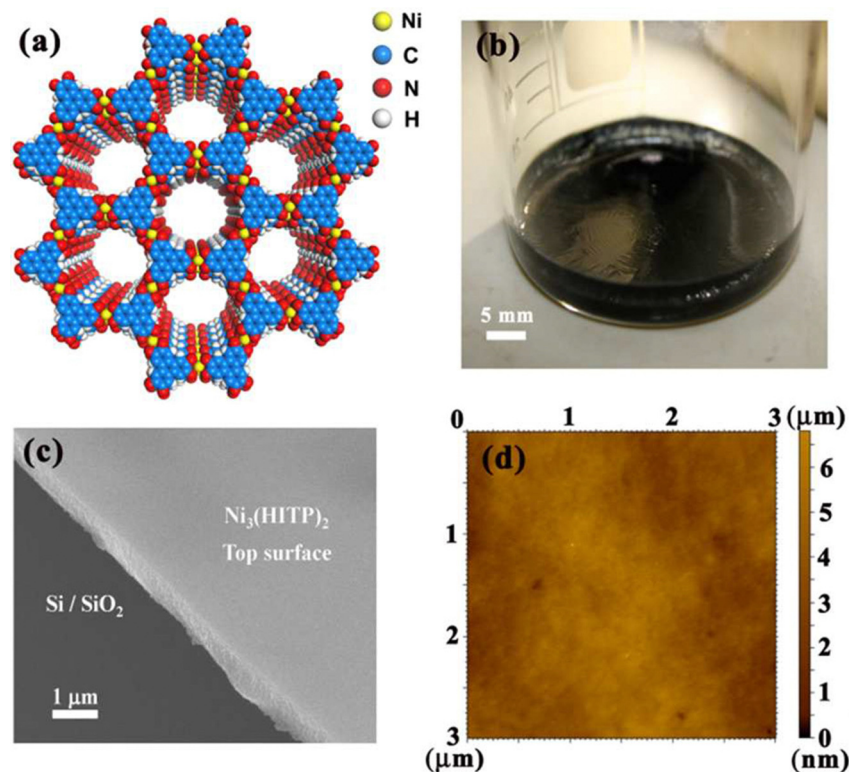 (a)
Ni
C
N
H
(b)
5 mm
(c)
Ni₃(HITP)₂
Top surface
Si / SiO₂
1 μm
0 1 2 3 (μm)
(d)
1
2
3
(μm)
6
5
4
3
2
1
0
(nm)